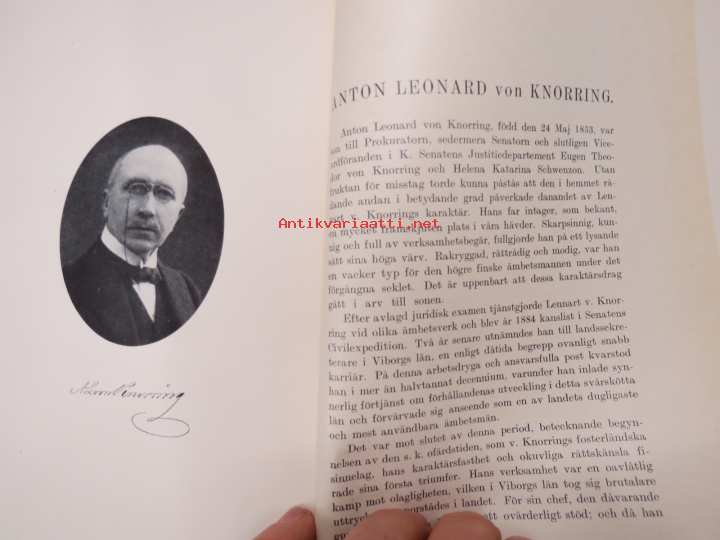 ANTON LEONARD von KNORRING.
Anton Leonard von Knorring, född den 24 Maj 1853, var
son till Prokuratorn, sedermera Senatorn och slutligen Vice-
ordföranden i K. Senatens Justitiedepartement Eugen Theo-
dor von Knorring och Helena Katarina Schwenzon. Utan
fruktan för misstag torde kunna påstås att den i hemmet rå-
dande andan i betydande grad påverkade danandet av Len-
nart v. Knorrings karaktär. Hans far intager, som bekant,
en mycket framskjuten plats i våra häver. Skarpsinnig, kun-
nig och full av verksamhetsbegär, fullgjorde han på ett lysande
sätt sina höga värv. Rakryggad, rättrådig och modig, var han
en vacker typ för den högre finske ämbetsmannen under det
förgångna seklet. Det är uppenbart att dessa karaktärsdrag
gått i arv till sonen.
Efter avlagd juridisk examen tjänstgjorde Lennart v. Knor-
ring vid olika ämbetsverk och blev år 1884 kanslist i Senatens
Civilexpedition. Två år senare utnämndes han till landssekre-
terare i Viborgs län, en enligt dåtida begrepp ovanligt snabb
karriär. På denna arbetsdryga och ansvarsfulla post kvarstod
han i mer än halvtannat decennium, varunder han inlade syn-
nerlig förtjänst om förhållandenas utveckling i detta svårskötta
län och förvärvade sig anseende som en av landets dugligaste
och mest användbara ämbetsmän.
Det var mot slutet av denna period, betecknande begyn-
nelsen av den s. k. ofärdstiden, som v. Knorrings fosterländska
sinnelag, hans karaktärsfasthet och okuvliga rättskänsla fi-
rade sina första triumfer. Hans verksamhet var en oavlåtlig
kamp mot olagligheten, vilken i Viborgs län tog sig brutalare
uttryck norstädes i landet. För sin chef, den dåvarande
ett ovärderligt stöd; och då han
Antikvariaatti.net